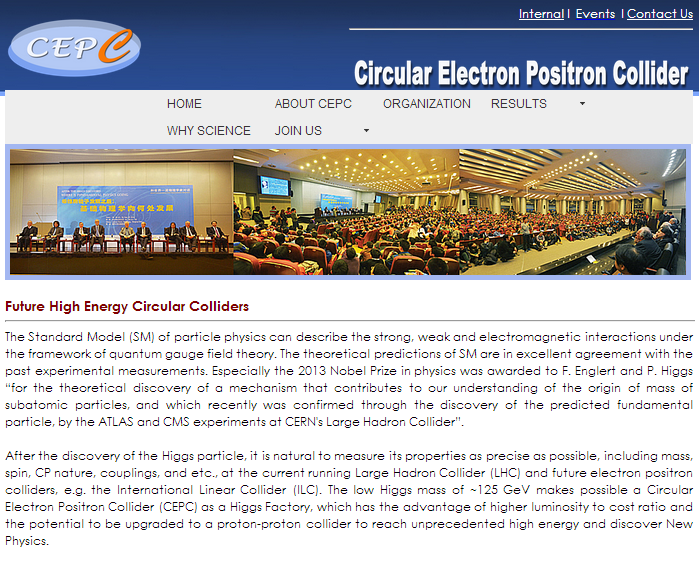 Internal | Events | Contact Us
CEPC
Circular Electron Positron Collider
HOME ABOUT CEPC ORGANIZATION RESULTS
WHY SCIENCE JOIN US
基础物理学向何处发展
Future High Energy Circular Colliders
The Standard Model (SM) of particle physics can describe the strong, weak and electromagnetic interactions under
the framework of quantum gauge field theory. The theoretical predictions of SM are in excellent agreement with the
past experimental measurements. Especially the 2013 Nobel Prize in physics was awarded to F. Englert and P. Higgs
“for the theoretical discovery of a mechanism that contributes to our understanding of the origin of mass of
subatomic particles, and which recently was confirmed through the discovery of the predicted fundamental
particle, by the ATLAS and CMS experiments at CERN's Large Hadron Collider”.
After the discovery of the Higgs particle, it is natural to measure its properties as precise as possible, including mass,
spin, CP nature, couplings, and etc., at the current running Large Hadron Collider (LHC) and future electron positron
colliders, e.g. the International Linear Collider (ILC). The low Higgs mass of ~125 GeV makes possible a Circular
Electron Positron Collider (CEPC) as a Higgs Factory, which has the advantage of higher luminosity to cost ratio and
the potential to be upgraded to a proton-proton collider to reach unprecedented high energy and discover New
Physics.